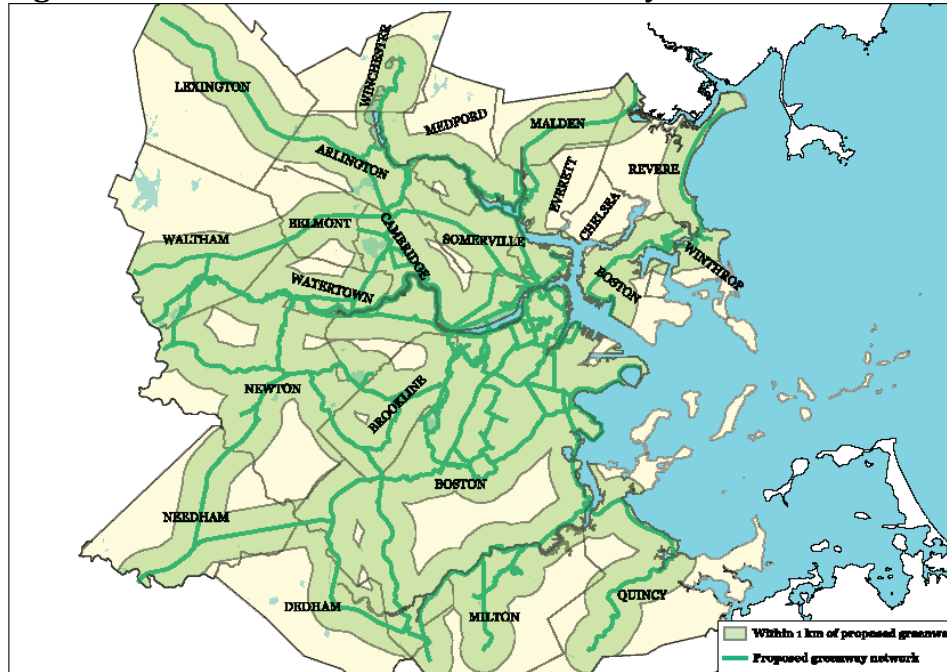 WINCHESTER
LEXINGTON
MEDFORD
MALDEN
ARLINGTON
EVERETT
REVERE
CHELSEA
BELMONT
CAMBRIDGE
SOMERVILLE
WALTHAM
WINTHROP
BOSTON
WATERTOWN
NEWTON
BROOKLINE
BOSTON
NEEDHAM
DEDHAM
MILTON
QUINCY
Within 1 km of proposed greenwa
Proposed greenway network